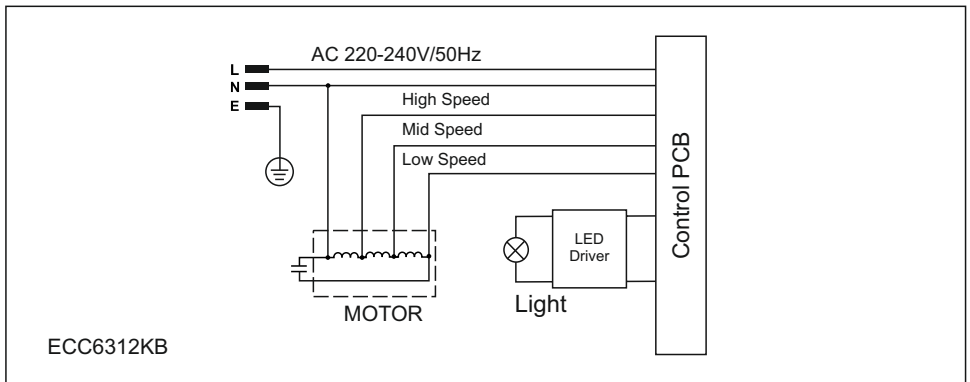 AC 220-240V/50Hz
L
N
E
High Speed
Mid Speed
Low Speed
Control PCB
LED
Driver
Light
MOTOR
ECC6312KB